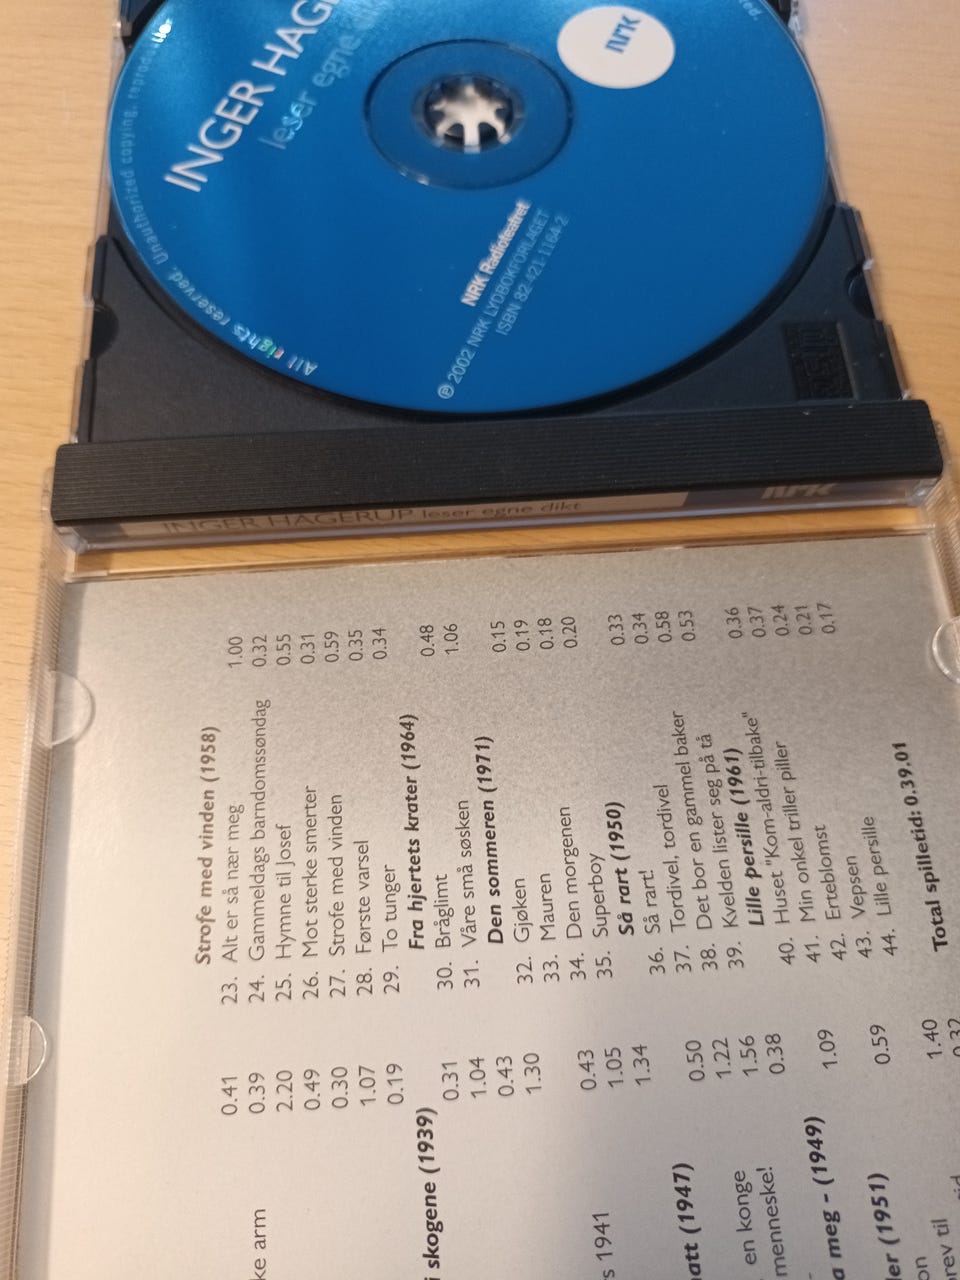 INGER HAG
leser egne di
NRK
NRK Radioteatret
℗ 2002 NRK LYDBOKFORLAGET
ISBN 82-421-1164-2
All rights reserved. Unauthorized copying, reprod
INGER HAGERUP leser egne dikt
NRK
0.41
ke arm 0.39
2.20
0.49
0.30
1.07
0.19
i skogene (1939)
0.31
1.04
0.43
1.30
0.43
s 1941 1.05
1.34
natt (1947)
0.50
1.22
en konge 1.56
menneske! 0.38
a meg - (1949)
1.09
er (1951)
0.59
on
rev til 1.40
0.32
Strofe med vinden (1958)
23. Alt er så nær meg 1.00
24. Gammeldags barndomssøndag 0.32
25. Hymne til Josef 0.55
26. Mot sterke smerter 0.31
27. Strofe med vinden 0.59
28. Første varsel 0.35
29. To tunger 0.34
Fra hjertets krater (1964)
30. Bråglimt 0.48
31. Våre små søsken 1.06
Den sommeren (1971)
32. Gjøken 0.15
33. Mauren 0.19
34. Den morgenen 0.18
35. Superboy 0.20
Så rart (1950)
36. Så rart! 0.33
37. Tordivel, tordivel 0.34
38. Det bor en gammel baker 0.58
39. Kvelden lister seg på tå 0.53
Lille persille (1961)
40. Huset "Kom-aldri-tilbake" 0.36
41. Min onkel triller piller 0.37
42. Erteblomst 0.24
43. Vepsen 0.21
44. Lille persille 0.17
Total spilletid: 0.39.01